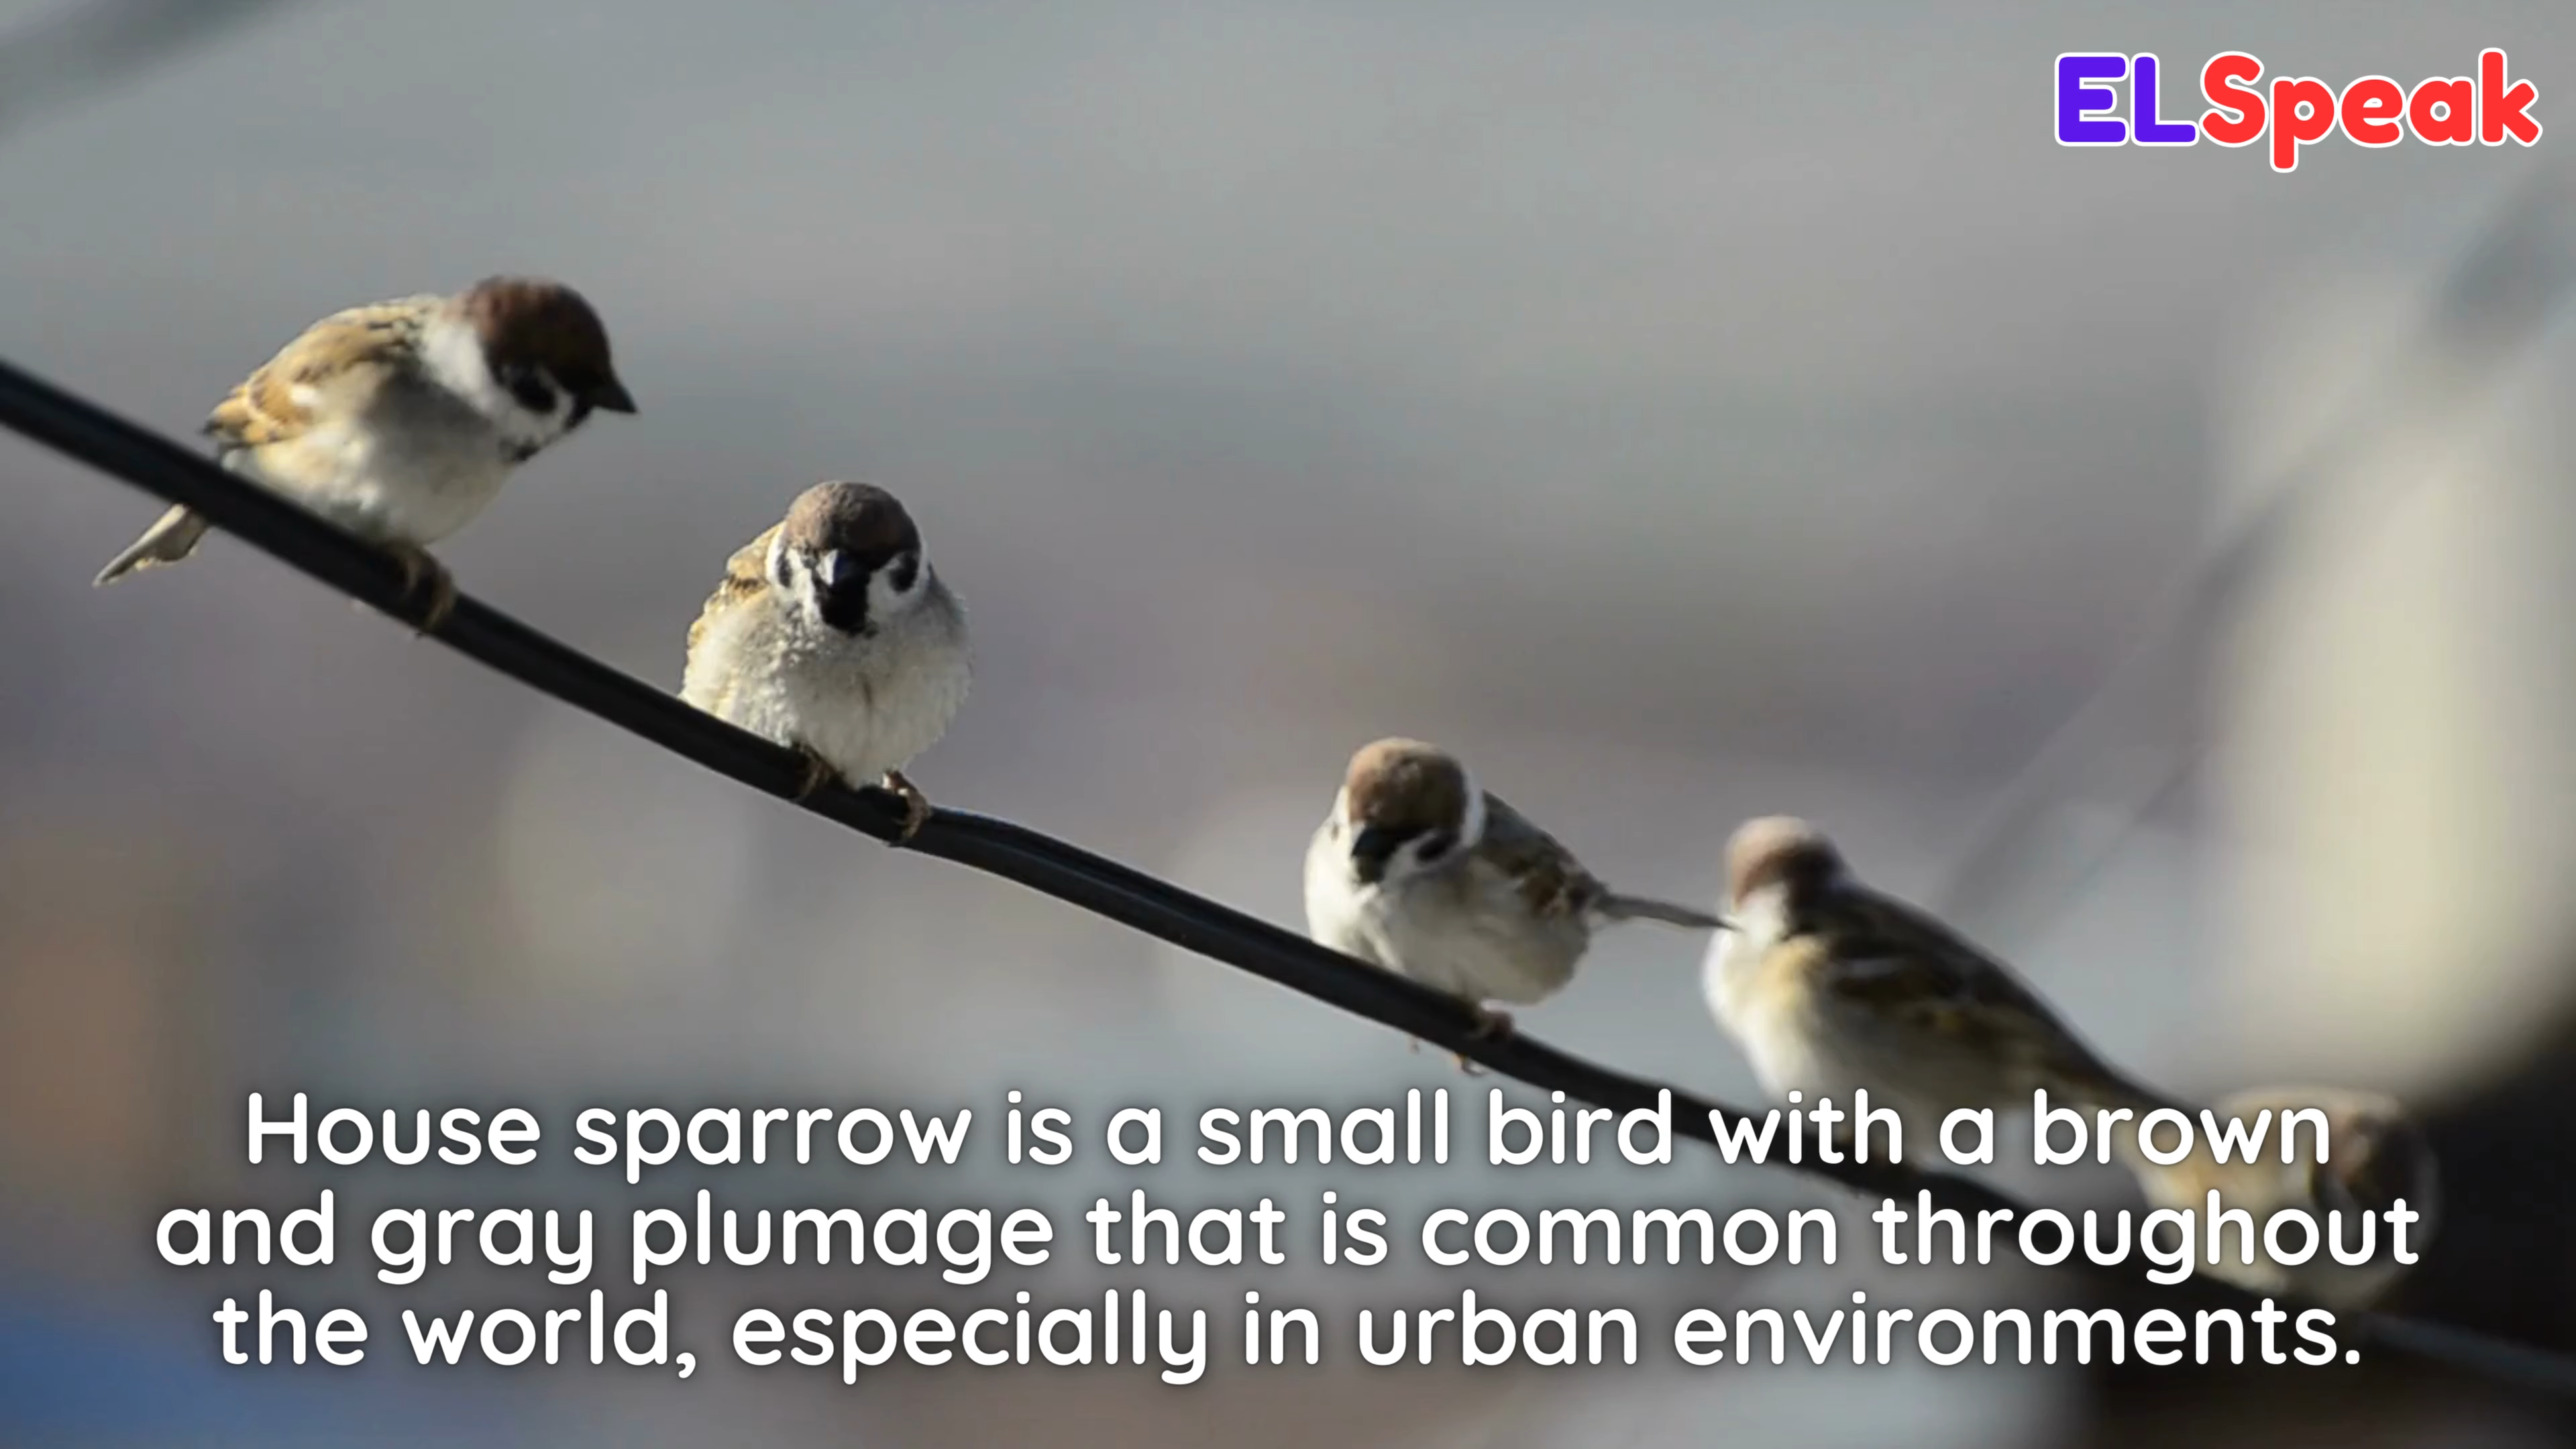 ELSpeak
House sparrow is a small bird with a brown
and gray plumage that is common throughout
the world, especially in urban environments.